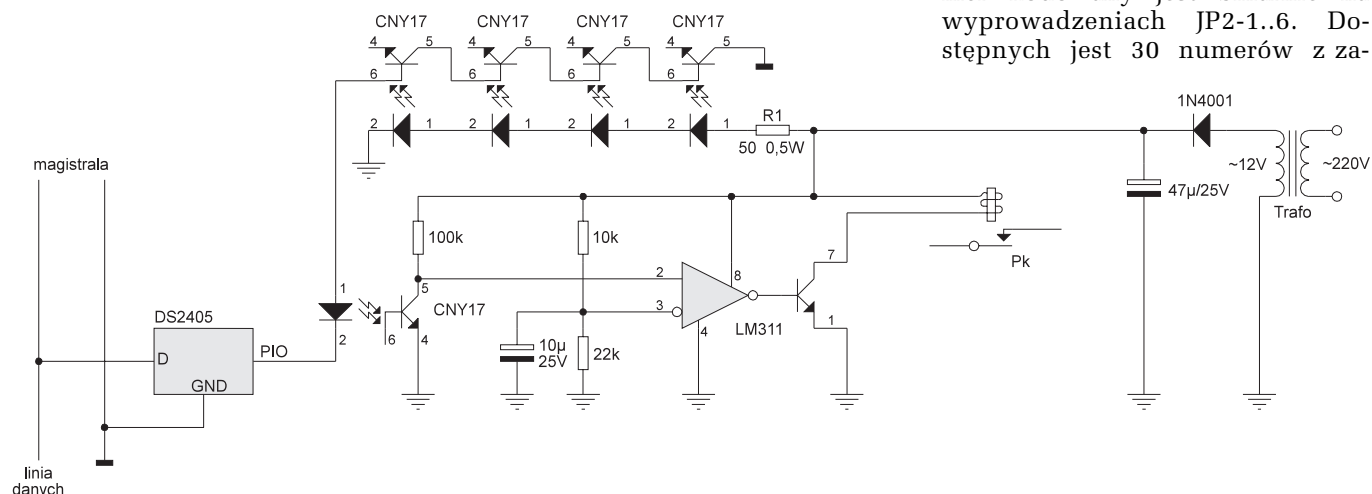 wyprowadzeniach JP2-1..6. Do-
stępnych jest 30 numerów z za-
CNY17 CNY17 CNY17 CNY17
4 5 4 5 4 5 4 5
6 6 6 6
1N4001
2 1 2 1 2 1 2 1
R1
50 0,5W
magistrala
~12V
~220V
47µ/25V
Trafo
100k
10k
Pk
7
8
2
5
1
CNY17
3
DS2405
LM311
6
4
4
1
2
D
PIO
10µ
25V
22k
GND
linia
danych